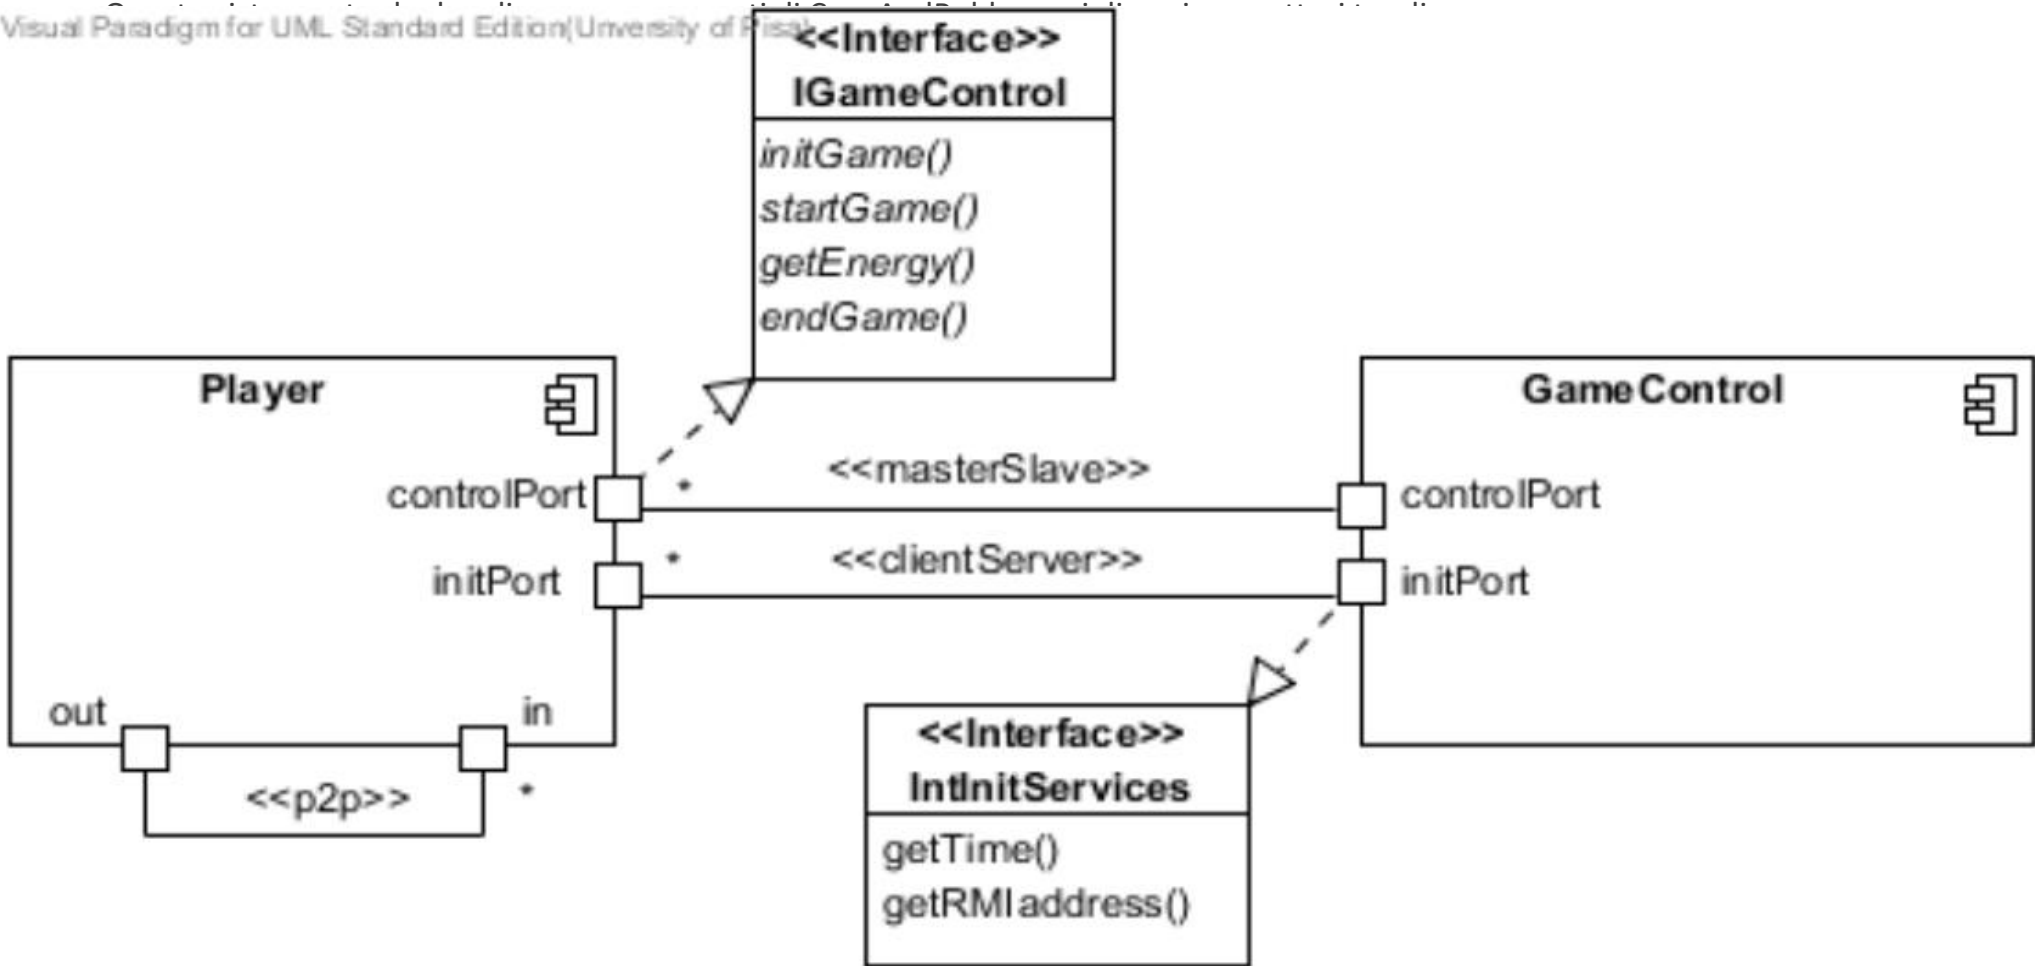 Visual Paradigm for UML Standard Edition(University of Pisa)
<<Interface>>
IGameControl
initGame()
startGame()
getEnergy()
endGame()
Player
GameControl
<<masterSlave>>
controlPort
*
controlPort
<<clientServer>>
*
initPort
initPort
out
in
<<p2p>>
*
<<Interface>>
IntInitServices
getTime()
getRMIaddress()